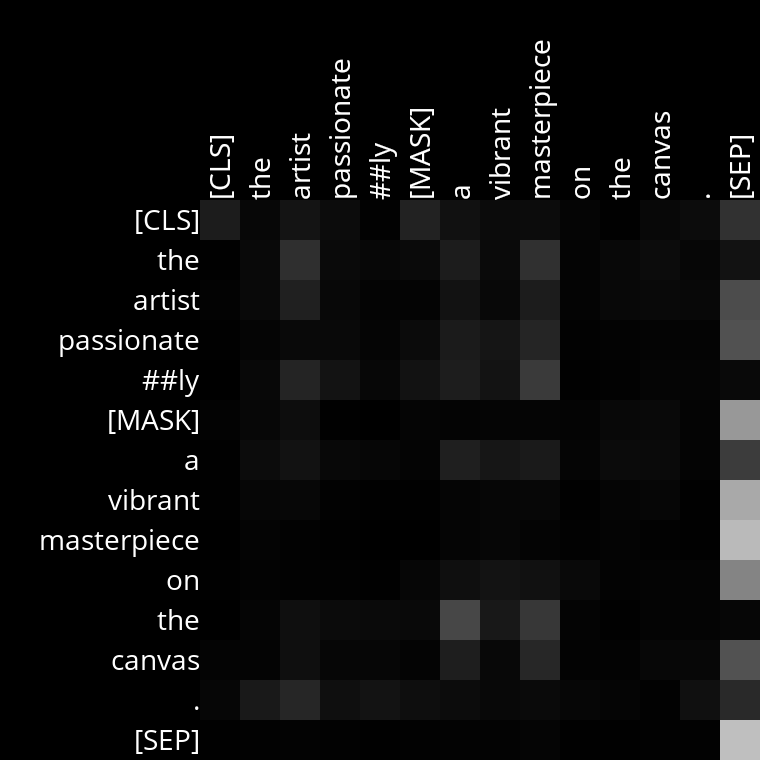 [CLS] the artist passionate ##ly [MASK] a vibrant masterpiece on the canvas . [SEP]
[CLS]
the
artist
passionate
##ly
[MASK]
a
vibrant
masterpiece
on
the
canvas
.
[SEP]